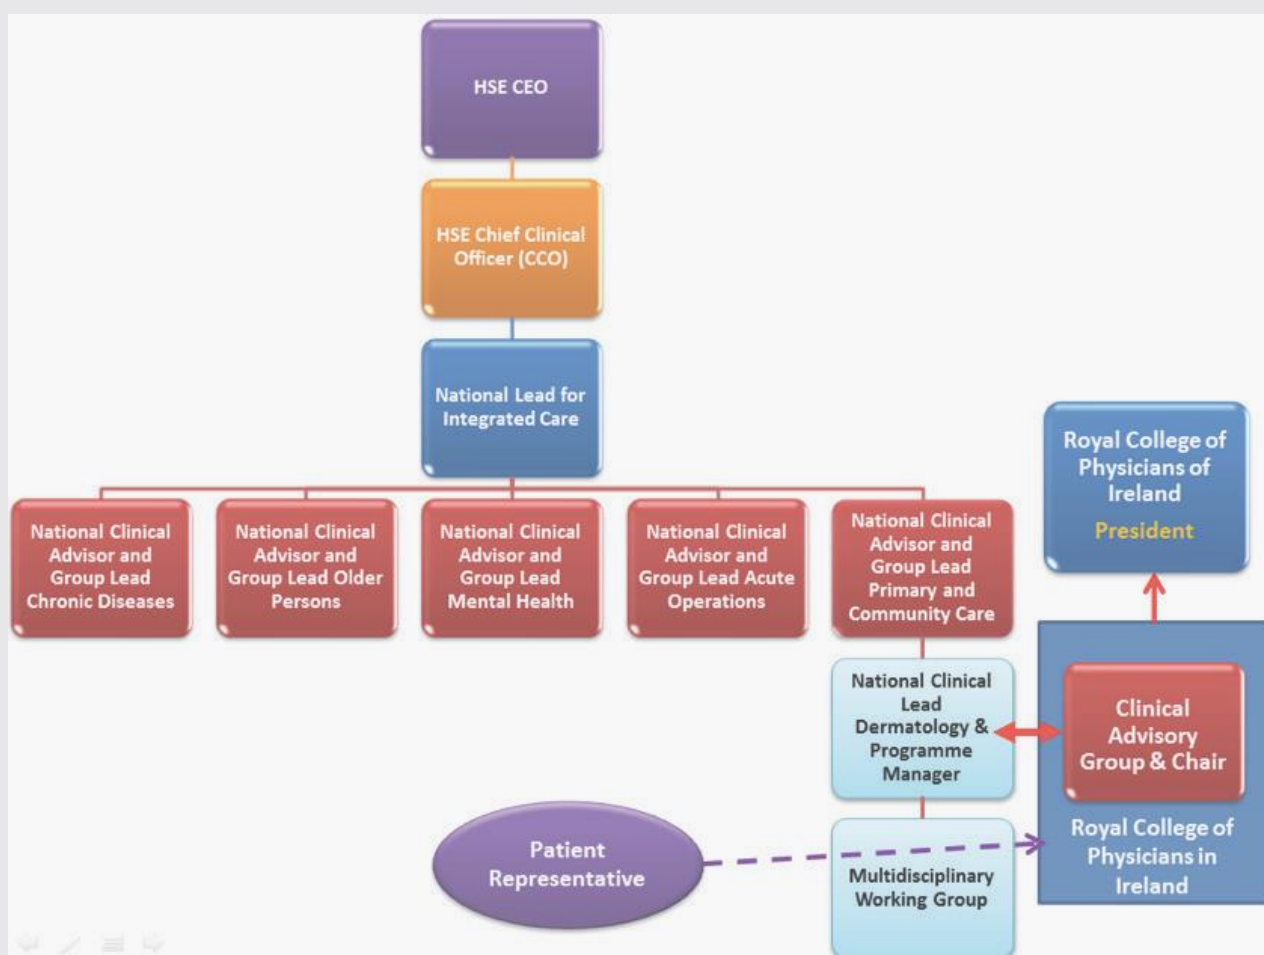 HSE CEO
HSE Chief Clinical
Officer (CCO)
National Lead for
Integrated Care
National Clinical
Advisor and
Group Lead
Chronic Diseases
National Clinical
Advisor and
Group Lead Older
Persons
National Clinical
Advisor and
Group Lead
Mental Health
National Clinical
Advisor and
Group Lead Acute
Operations
National Clinical
Advisor and
Group Lead
Primary and
Community Care
Royal College of
Physicians of
Ireland
President
National Clinical
Lead
Dermatology &
Programme
Manager
Clinical
Advisory
Group & Chair
Royal College of
Physicians in
Ireland
Patient
Representative
Multidisciplinary
Working Group